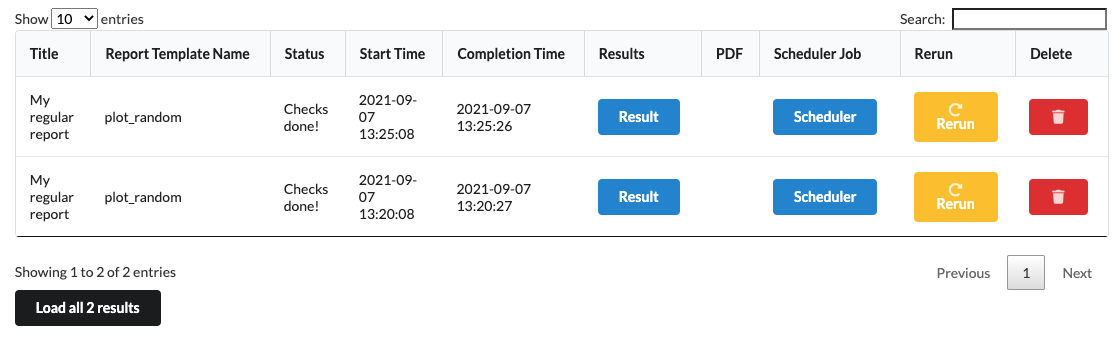 Show 10 entries Search:
Title Report Template Name Status Start Time Completion Time Results PDF Scheduler Job Rerun Delete
My regular report plot_random Checks done! 2021-09-07 13:25:08 2021-09-07 13:25:26 Result Scheduler Rerun
My regular report plot_random Checks done! 2021-09-07 13:20:08 2021-09-07 13:20:27 Result Scheduler Rerun
Showing 1 to 2 of 2 entries Previous 1 Next
Load all 2 results